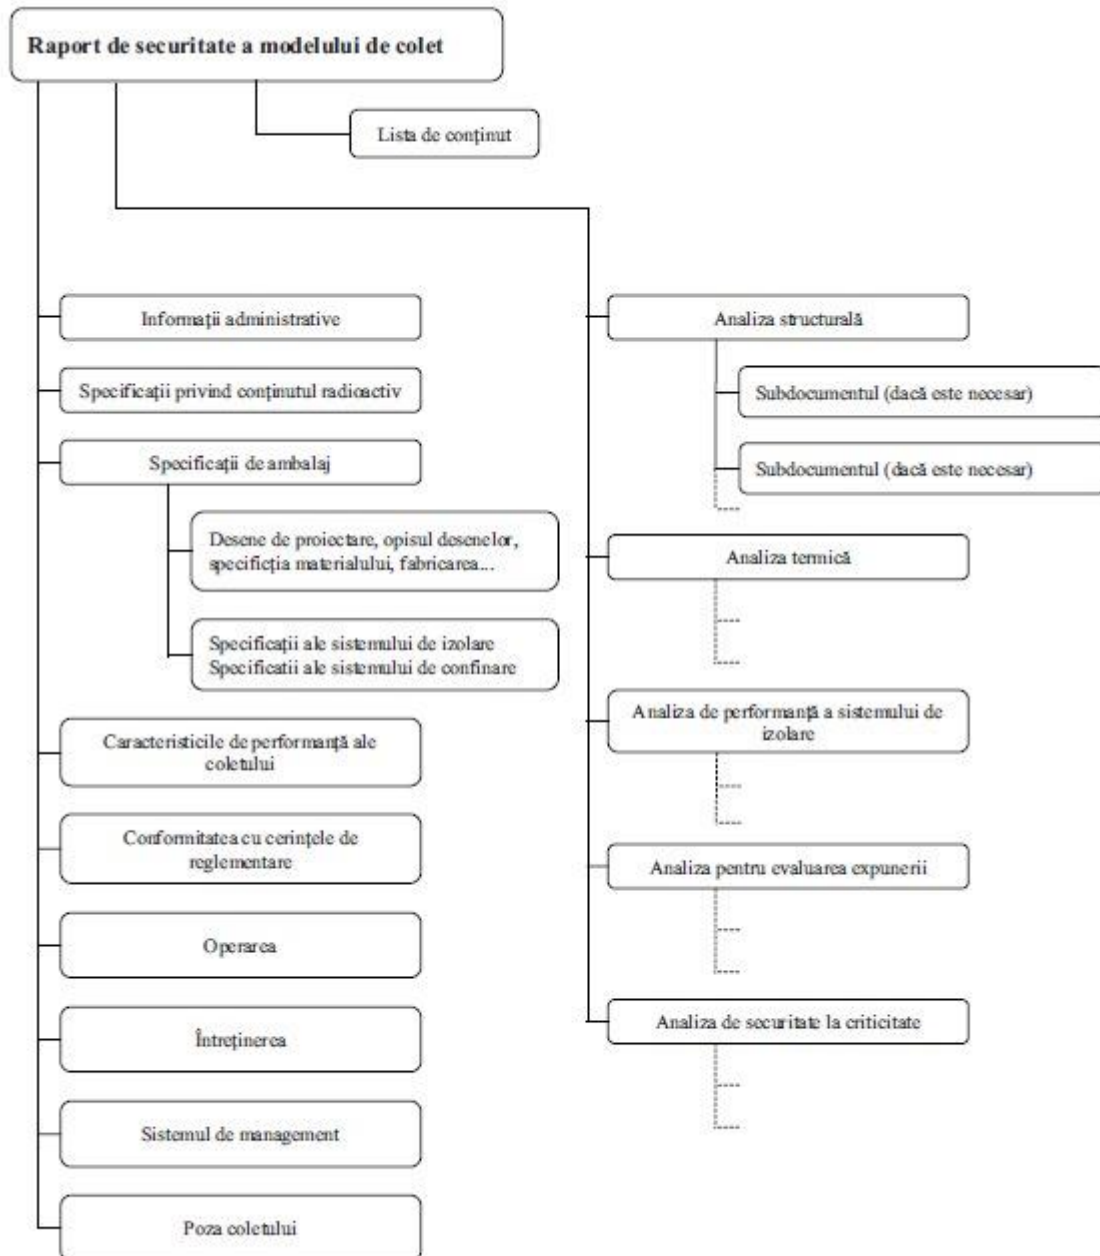 Raport de securitate a modelului de colet
Lista de conținut
Informații administrative
Specificații privind conținutul radioactiv
Specificații de ambalaj
Desene de proiectare, opisul desenelor,
specificția materialului, fabricarea...
Specificații ale sistemului de izolare
Specificatii ale sistemului de confinare
Caracteristicile de performanță ale
coletului
Conformitatea cu cerințele de
reglementare
Operarea
Întreținerea
Sistemul de management
Poza coletului
Analiza structurală
Subdocumentul (dacă este necesar)
Subdocumentul (dacă este necesar)
Analiza termică
Analiza de performanță a sistemului de
izolare
Analiza pentru evaluarea expunerii
Analiza de securitate la criticitate